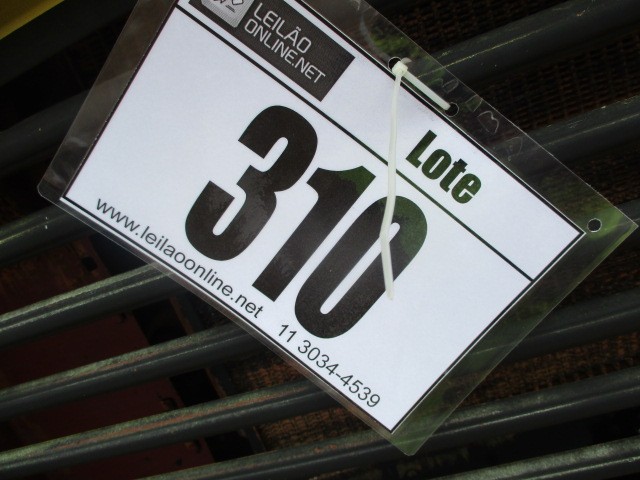 LEILÃO
ONLINE.NET
Lote
310
www.leilaoonline.net 11 3034-4539